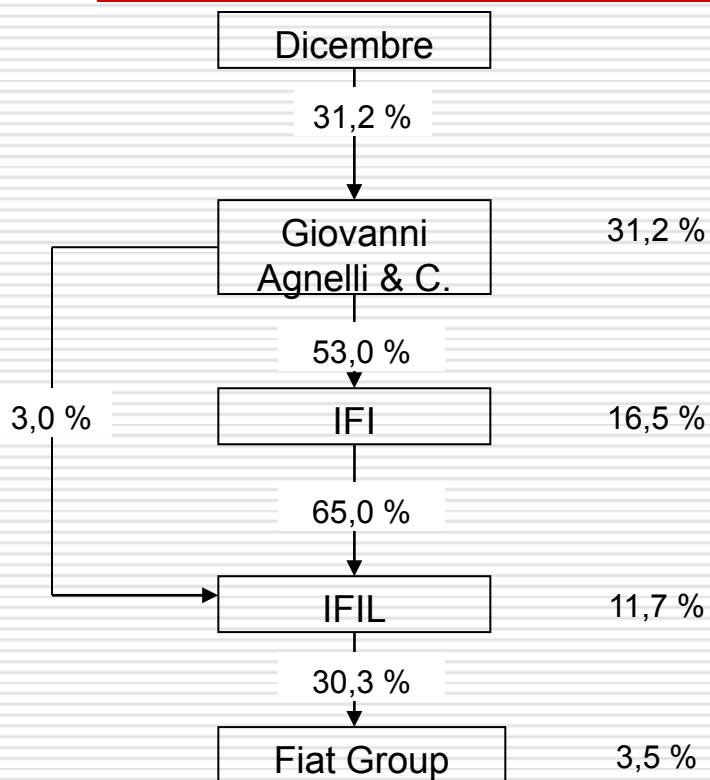 Dicembre
31,2 %
Giovanni
Agnelli & C.
31,2 %
53,0 %
3,0 %
IFI
16,5 %
65,0 %
IFIL
11,7 %
30,3 %
Fiat Group
3,5 %